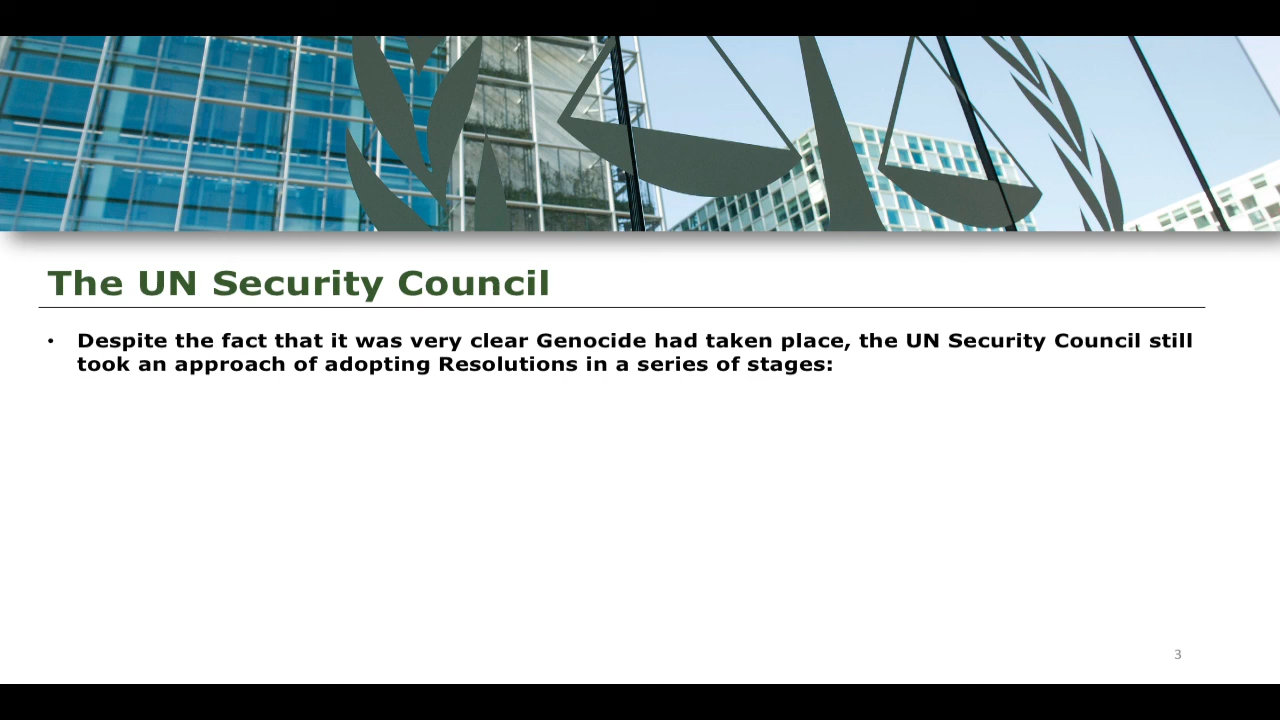 The UN Security Council
• Despite the fact that it was very clear Genocide had taken place, the UN Security Council still
took an approach of adopting Resolutions in a series of stages:
3